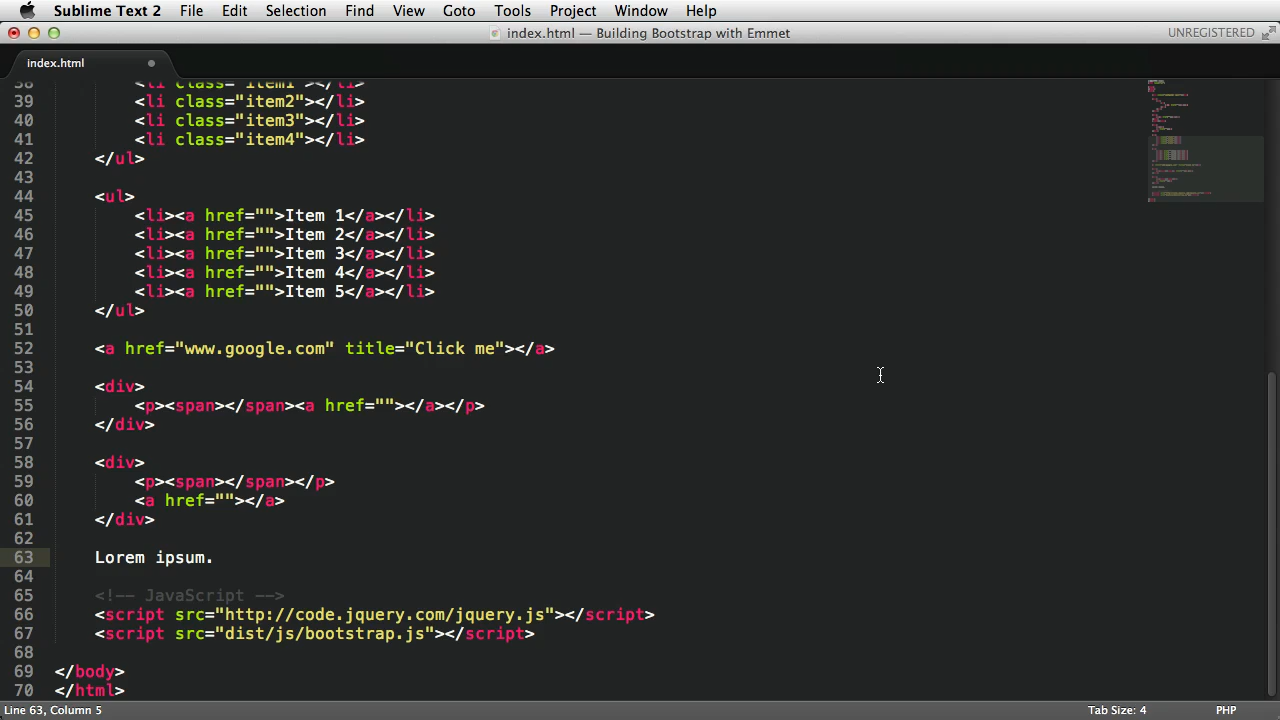 Sublime Text 2 File Edit Selection Find View Goto Tools Project Window Help
index.html — Building Bootstrap with Emmet UNREGISTERED
index.html
38 <li class="item1"></li>
39 <li class="item2"></li>
40 <li class="item3"></li>
41 <li class="item4"></li>
42 </ul>
43
44 <ul>
45 <li><a href="">Item 1</a></li>
46 <li><a href="">Item 2</a></li>
47 <li><a href="">Item 3</a></li>
48 <li><a href="">Item 4</a></li>
49 <li><a href="">Item 5</a></li>
50 </ul>
51
52 <a href="www.google.com" title="Click me"></a>
53
54 <div>
55 <p><span></span><a href=""></a></p>
56 </div>
57
58 <div>
59 <p><span></span></p>
60 <a href=""></a>
61 </div>
62
63 Lorem ipsum.
64
65 <!-- JavaScript -->
66 <script src="http://code.jquery.com/jquery.js"></script>
67 <script src="dist/js/bootstrap.js"></script>
68
69 </body>
70 </html>
Line 63, Column 5 Tab Size: 4 PHP